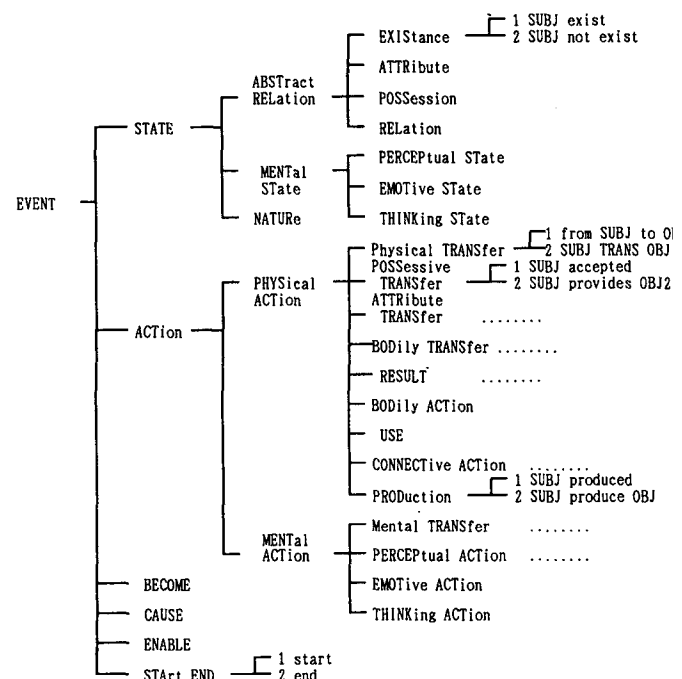 1 SUBJ exist
EXIStance
2 SUBJ not exist
ABSTract
RELation
ATTRibute
POSSession
STATE
RELation
PERCEPtual STate
MENTal
STate
EMOTive STate
NATURe
THINKing STate
EVENT
1 from SUBJ to
Physical TRANSfer
2 SUBJ TRANS OBJ
POSSessive
TRANSfer
1 SUBJ accepted
2 SUBJ provides OBJ2
PHYSical
ACTION
ATTRibute
TRANSfer ........
ACTion
BODily TRANSfer ........
RESULT ........
BODily ACTion
USE
CONNECTive ACTion ........
1 SUBJ produced
PRODuction
2 SUBJ produce OBJ
Mental TRANSfer ........
MENTal
ACTion
PERCEPtual ACTion ........
EMOTive ACTion
THINKing ACTion
BECOME
CAUSE
ENABLE
1 start
STArt END
2 end